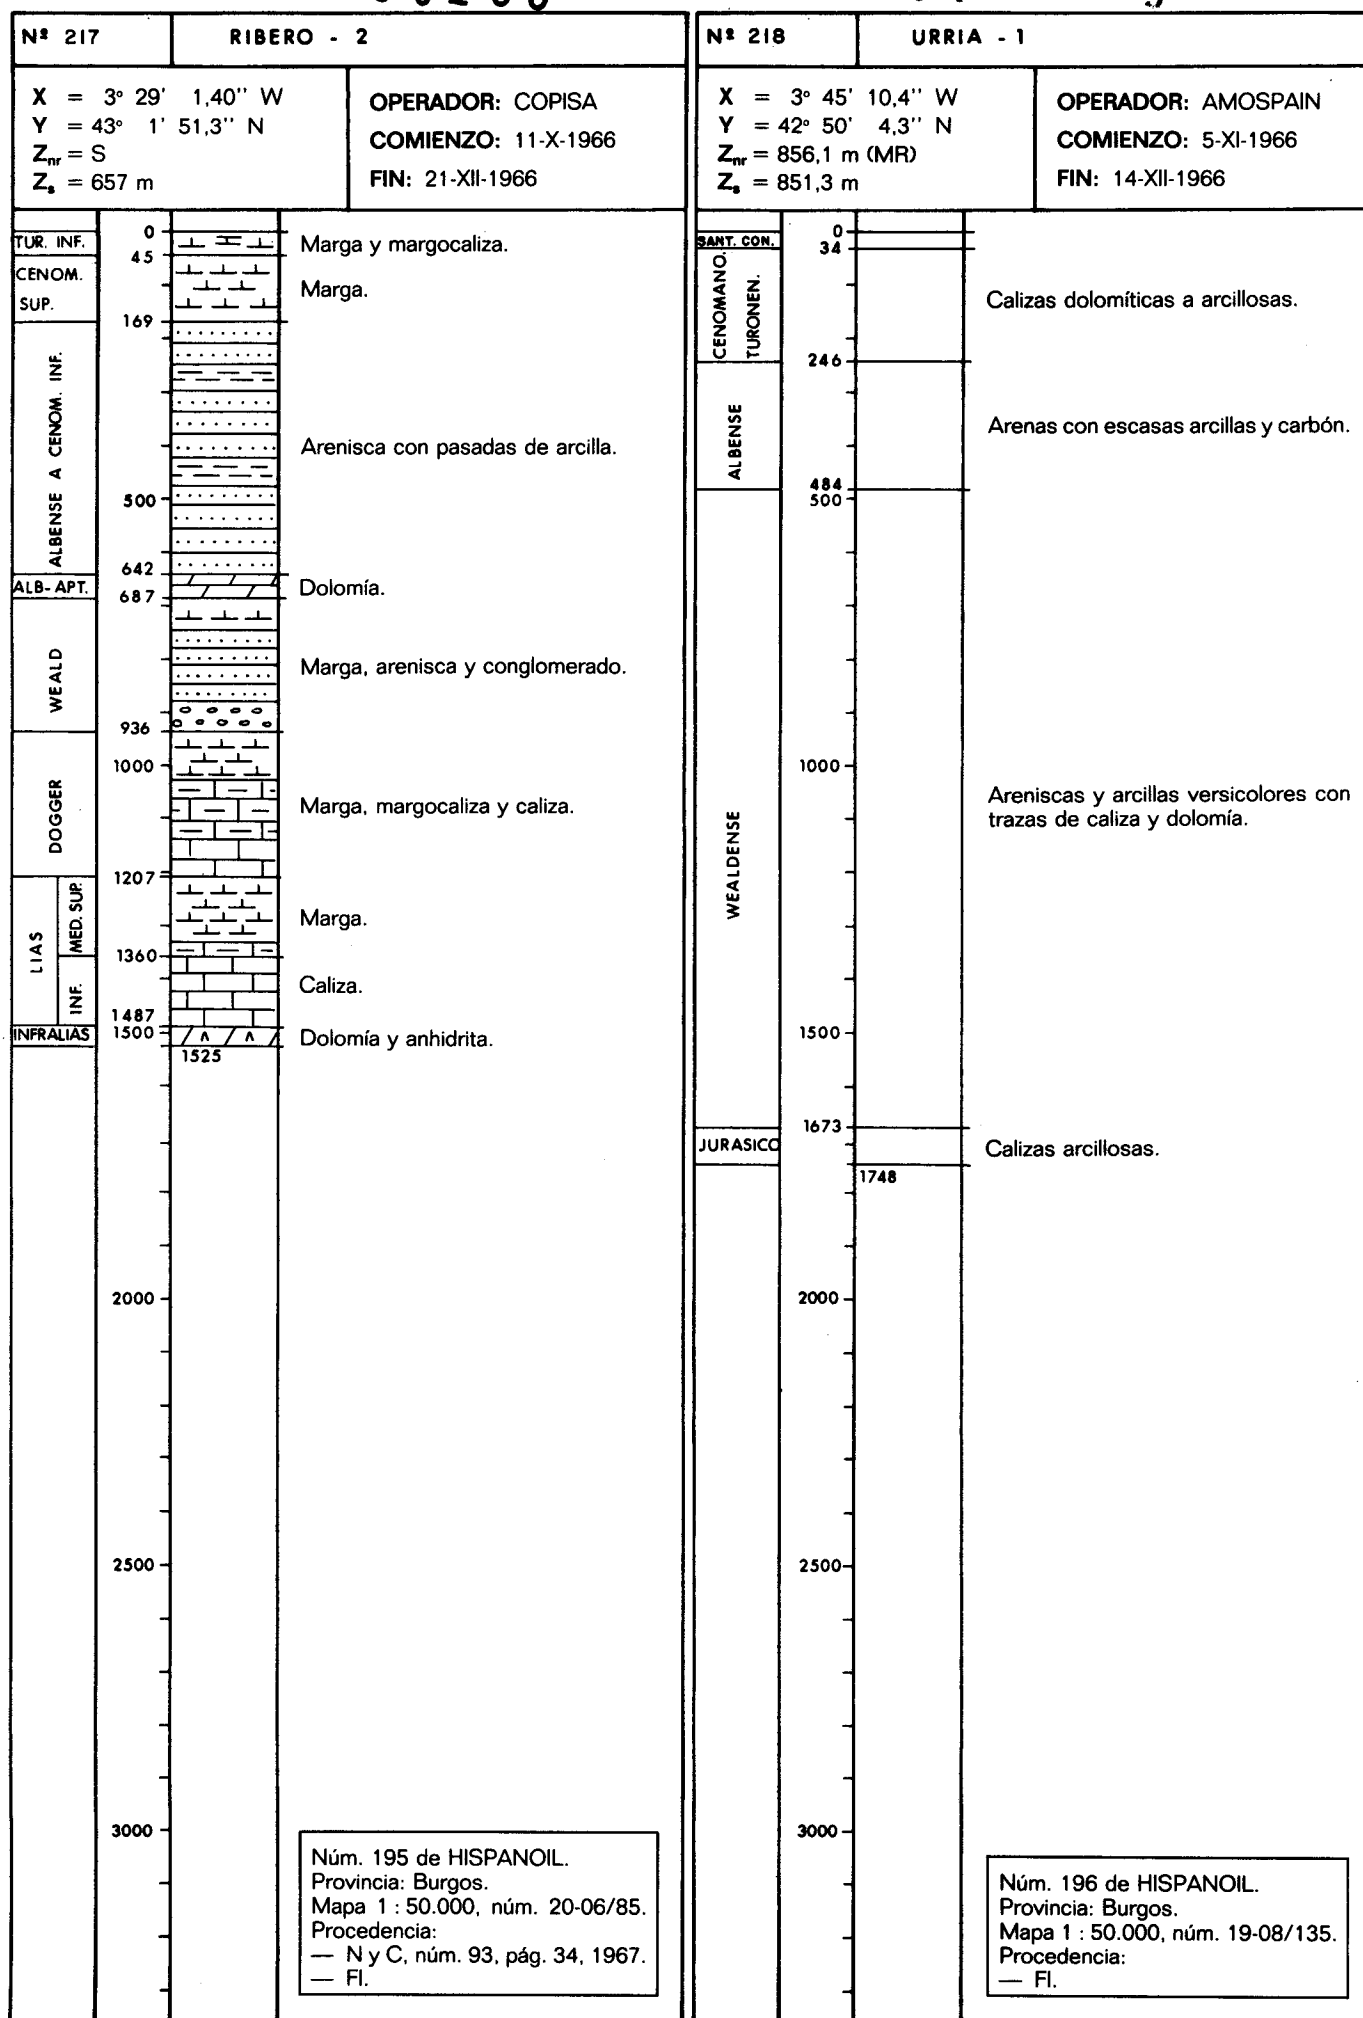 Nº 217
RIBERO - 2
X = 3° 29' 1,40'' W
Y = 43° 1' 51,3'' N
Znr = S
Zs = 657 m
OPERADOR: COPISA
COMIENZO: 11-X-1966
FIN: 21-XII-1966
0
TUR. INF.
Marga y margocaliza.
45
CENOM.
SUP.
Marga.
169
ALBENSE A CENOM. INF.
Arenisca con pasadas de arcilla.
500
642
ALB-APT.
Dolomía.
687
WEALD
Marga, arenisca y conglomerado.
936
1000
DOGGER
Marga, margocaliza y caliza.
1207
LIAS
MED. SUP.
Marga.
1360
INF.
Caliza.
1487
INFRALIAS
1500
Dolomía y anhidrita.
1525
2000
2500
3000
Núm. 195 de HISPANOIL.
Provincia: Burgos.
Mapa 1 : 50.000, núm. 20-06/85.
Procedencia:
— N y C, núm. 93, pág. 34, 1967.
— FI.
Nº 218
URRIA - 1
X = 3° 45' 10,4'' W
Y = 42° 50' 4,3'' N
Znr = 856,1 m (MR)
Zs = 851,3 m
OPERADOR: AMOSPAIN
COMIENZO: 5-XI-1966
FIN: 14-XII-1966
0
SANT. CON.
34
CENOMANO.
TURONEN.
Calizas dolomíticas a arcillosas.
246
ALBENSE
Arenas con escasas arcillas y carbón.
484
500
1000
WEALDENSE
Areniscas y arcillas versicolores con
trazas de caliza y dolomía.
1500
1673
JURASICO
Calizas arcillosas.
1748
2000
2500
3000
Núm. 196 de HISPANOIL.
Provincia: Burgos.
Mapa 1 : 50.000, núm. 19-08/135.
Procedencia:
— FI.